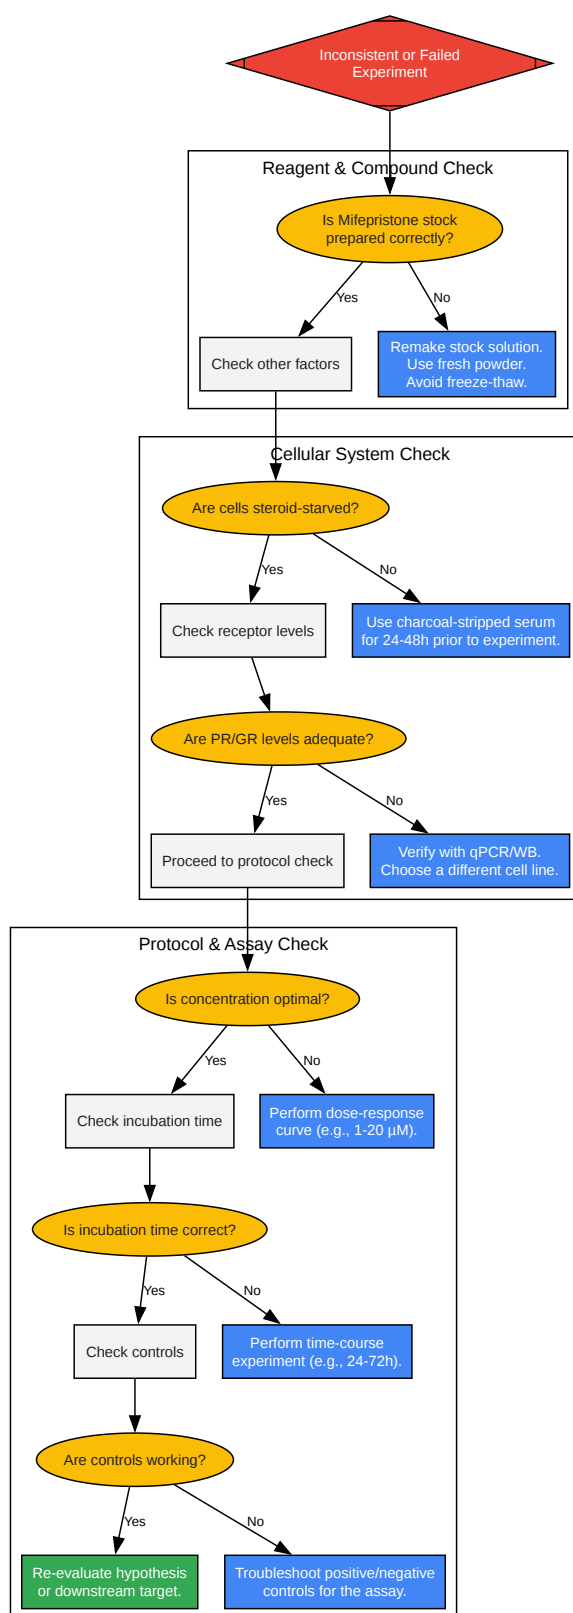 Inconsistent or Failed
Experiment
Reagent & Compound Check
Is Mifepristone stock
prepared correctly?
Yes
No
Check other factors
Remake stock solution.
Use fresh powder.
Avoid freeze-thaw.
Cellular System Check
Are cells steroid-starved?
Yes
No
Check receptor levels
Use charcoal-stripped serum
for 24-48h prior to experiment.
Are PR/GR levels adequate?
Yes
No
Proceed to protocol check
Verify with qPCR/WB.
Choose a different cell line.
Protocol & Assay Check
Is concentration optimal?
Yes
No
Check incubation time
Perform dose-response
curve (e.g., 1-20 µM).
Is incubation time correct?
Yes
No
Check controls
Perform time-course
experiment (e.g., 24-72h).
Are controls working?
Yes
No
Re-evaluate hypothesis
or downstream target.
Troubleshoot positive/negative
controls for the assay.